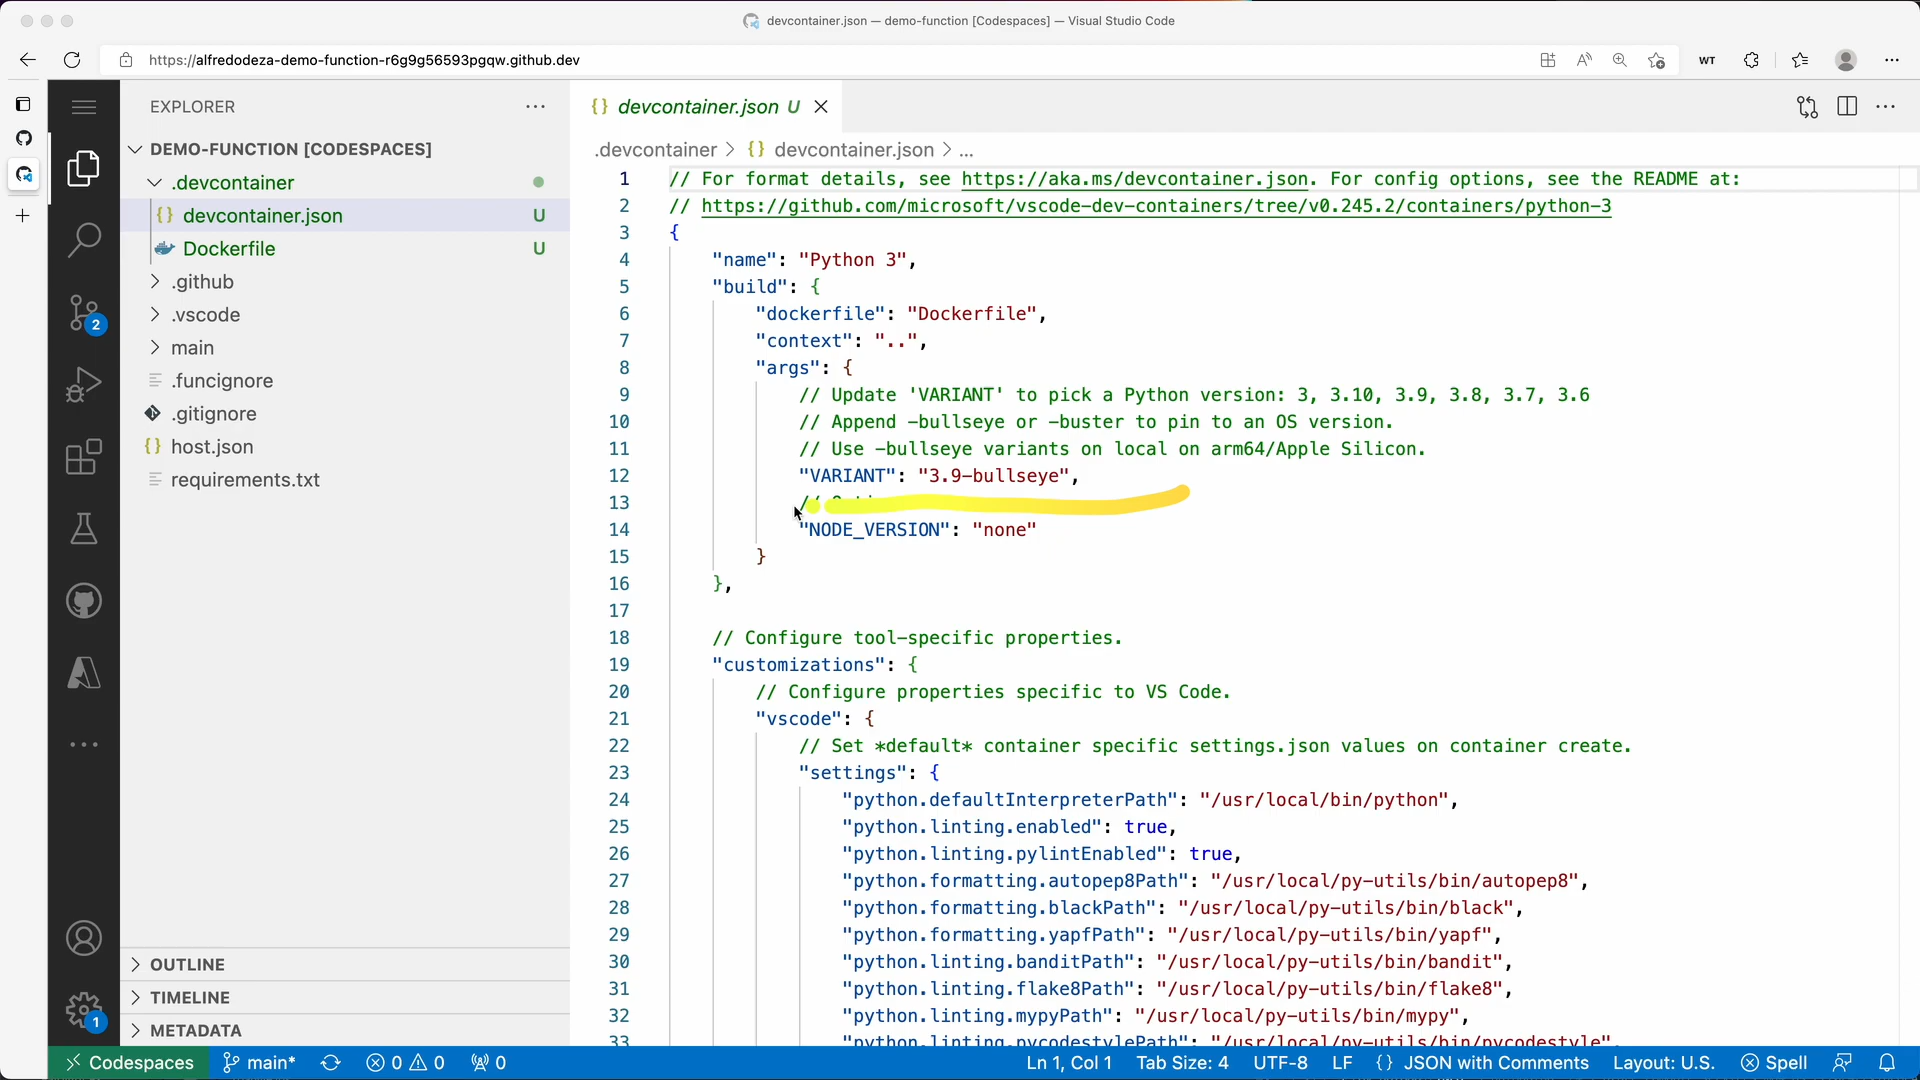 devcontainer.json — demo-function [Codespaces] — Visual Studio Code
https://alfredodeza-demo-function-r6g9g56593pgqw.github.dev
WT
EXPLORER
DEMO-FUNCTION [CODESPACES]
.devcontainer
devcontainer.json U
Dockerfile U
.github
.vscode
main
.funcignore
.gitignore
host.json
requirements.txt
OUTLINE
TIMELINE
METADATA
2
1
{} devcontainer.json U
.devcontainer > {} devcontainer.json > ...
1 // For format details, see https://aka.ms/devcontainer.json. For config options, see the README at:
2 // https://github.com/microsoft/vscode-dev-containers/tree/v0.245.2/containers/python-3
3 {
4 "name": "Python 3",
5 "build": {
6 "dockerfile": "Dockerfile",
7 "context": "..",
8 "args": {
9 // Update 'VARIANT' to pick a Python version: 3, 3.10, 3.9, 3.8, 3.7, 3.6
10 // Append -bullseye or -buster to pin to an OS version.
11 // Use -bullseye variants on local on arm64/Apple Silicon.
12 "VARIANT": "3.9-bullseye",
13 //
14 "NODE_VERSION": "none"
15 }
16 },
17
18 // Configure tool-specific properties.
19 "customizations": {
20 // Configure properties specific to VS Code.
21 "vscode": {
22 // Set *default* container specific settings.json values on container create.
23 "settings": {
24 "python.defaultInterpreterPath": "/usr/local/bin/python",
25 "python.linting.enabled": true,
26 "python.linting.pylintEnabled": true,
27 "python.formatting.autopep8Path": "/usr/local/py-utils/bin/autopep8",
28 "python.formatting.blackPath": "/usr/local/py-utils/bin/black",
29 "python.formatting.yapfPath": "/usr/local/py-utils/bin/yapf",
30 "python.linting.banditPath": "/usr/local/py-utils/bin/bandit",
31 "python.linting.flake8Path": "/usr/local/py-utils/bin/flake8",
32 "python.linting.mypyPath": "/usr/local/py-utils/bin/mypy",
33 "python.linting.pycodestylePath": "/usr/local/py-utils/bin/pycodestyle",
Codespaces main* 0 0 0 Ln 1, Col 1 Tab Size: 4 UTF-8 LF {} JSON with Comments Layout: U.S. Spell